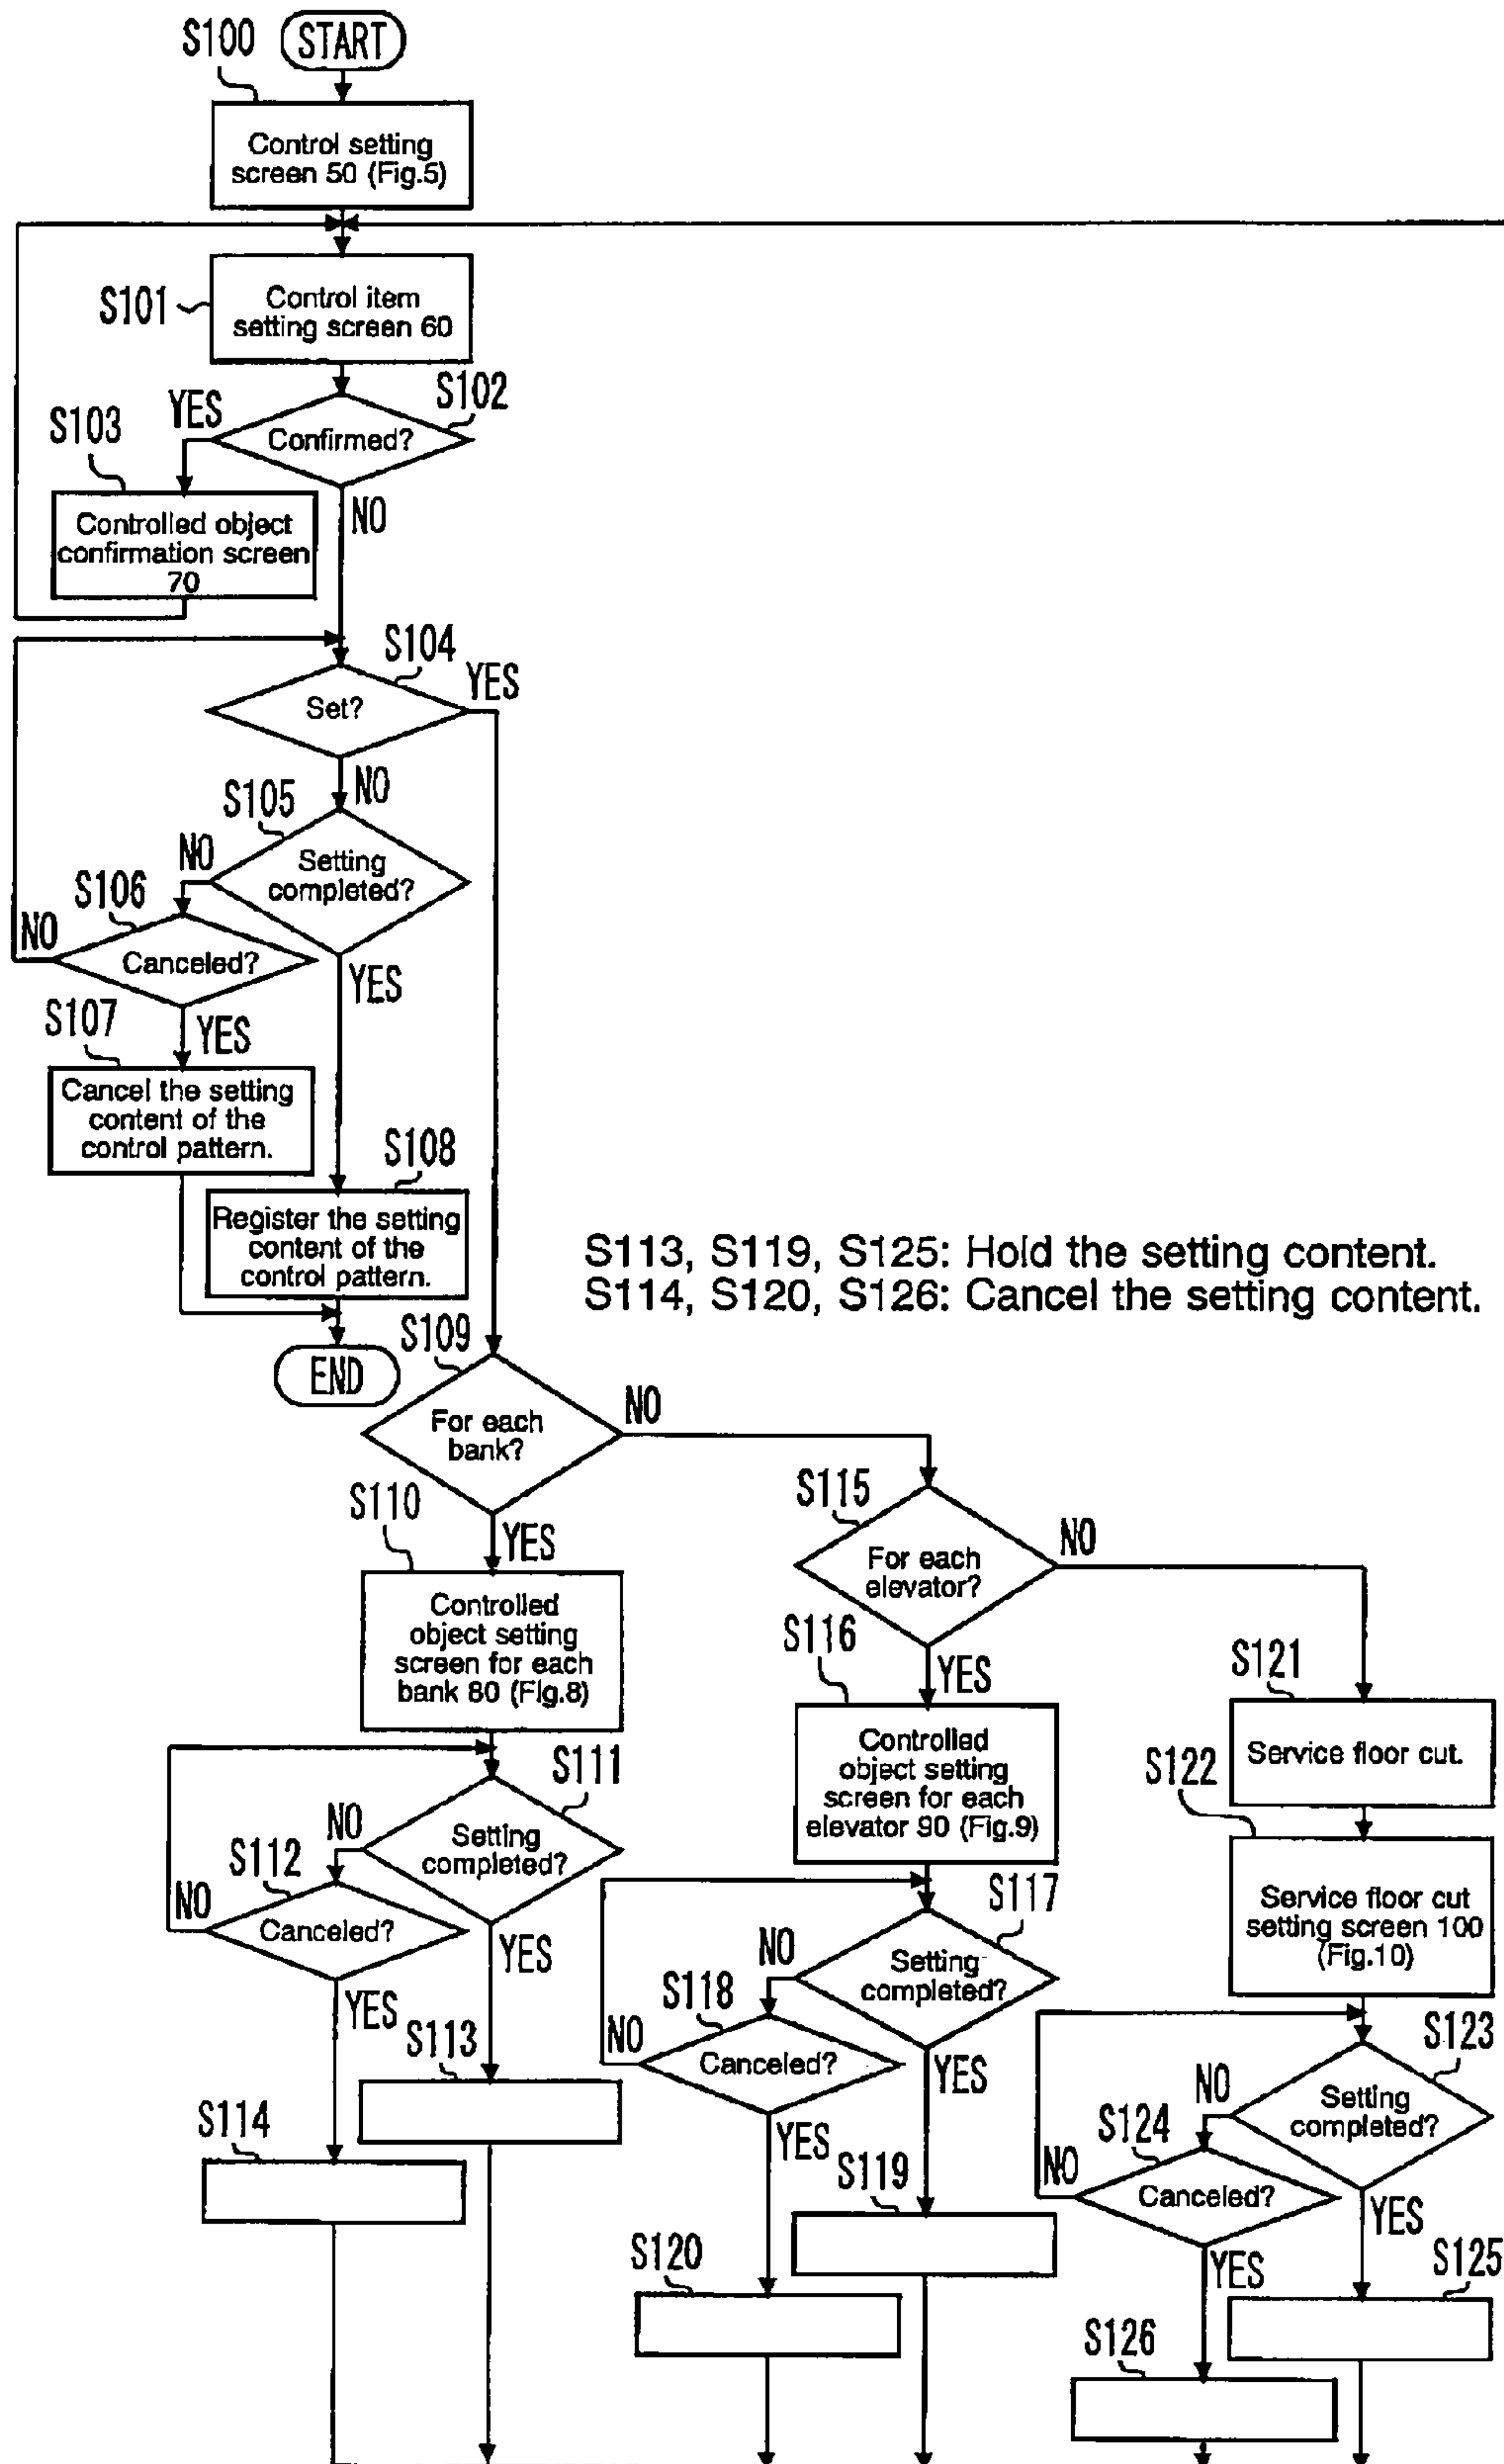 S100
START
Control setting
screen 50 (Fig.5)
S101
Control item
setting screen 60
S102
YES
Confirmed?
S103
NO
Controlled object
confirmation screen
70
S104
YES
Set?
NO
S105
NO
Setting
completed?
S106
NO
Canceled?
YES
S107
YES
Cancel the setting
content of the
control pattern.
S108
Register the setting
content of the
control pattern.
S113, S119, S125: Hold the setting content.
S114, S120, S126: Cancel the setting content.
END
S109
For each
bank?
NO
YES
S110
Controlled
object setting
screen for each
bank 80 (Fig.8)
S111
NO
Setting
completed?
S112
NO
Canceled?
YES
YES
S113
S114
S115
For each
elevator?
NO
YES
S116
Controlled
object setting
screen for each
elevator 90 (Fig.9)
S117
NO
Setting
completed?
S118
NO
Canceled?
YES
YES
S119
S120
S121
Service floor cut.
S122
Service floor cut
setting screen 100
(Fig.10)
S123
NO
Setting
completed?
S124
NO
Canceled?
YES
YES
S125
S126